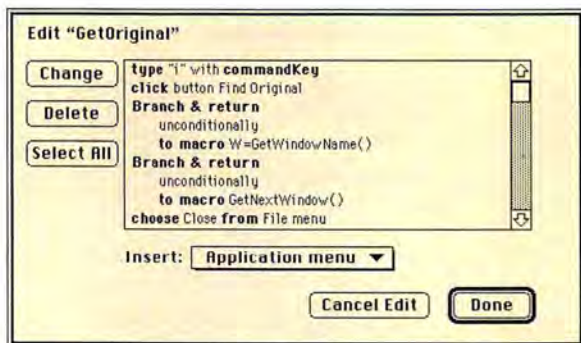 Edit “GetOriginal”
Change
Delete
Select All
type "i" with commandKey
click button Find Original
Branch & return
unconditionally
to macro W=GetWindowName()
Branch & return
unconditionally
to macro GetNextWindow()
choose Close from File menu
Insert: Application menu
Cancel Edit Done